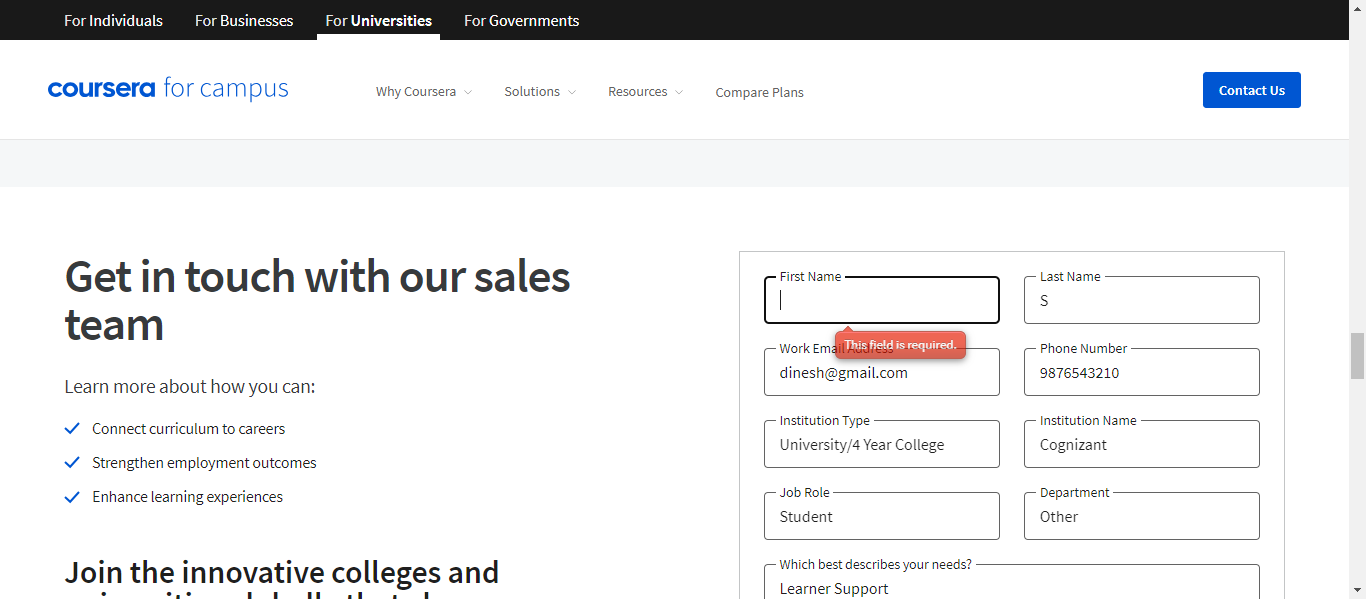 For Individuals
For Businesses
For Universities
For Governments
coursera for campus
Why Coursera
Solutions
Resources
Compare Plans
Contact Us
Get in touch with our sales
team
Learn more about how you can:
Connect curriculum to careers
Strengthen employment outcomes
Enhance learning experiences
Join the innovative colleges and
First Name
Last Name
S
This field is required.
Work Email Address
dinesh@gmail.com
Phone Number
9876543210
Institution Type
University/4 Year College
Institution Name
Cognizant
Job Role
Student
Department
Other
Which best describes your needs?
Learner Support